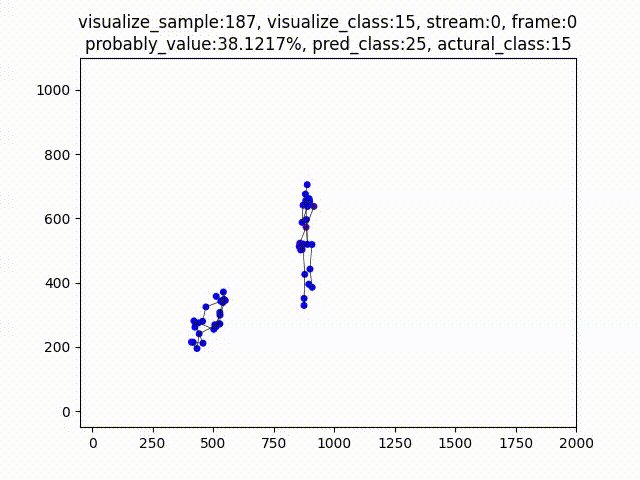 visualize_sample:187, visualize_class:15, stream:0, frame:0
probably_value:38.1217%, pred_class:25, actural_class:15
1000
800
600
400
200
0
0 250 500 750 1000 1250 1500 1750 2000